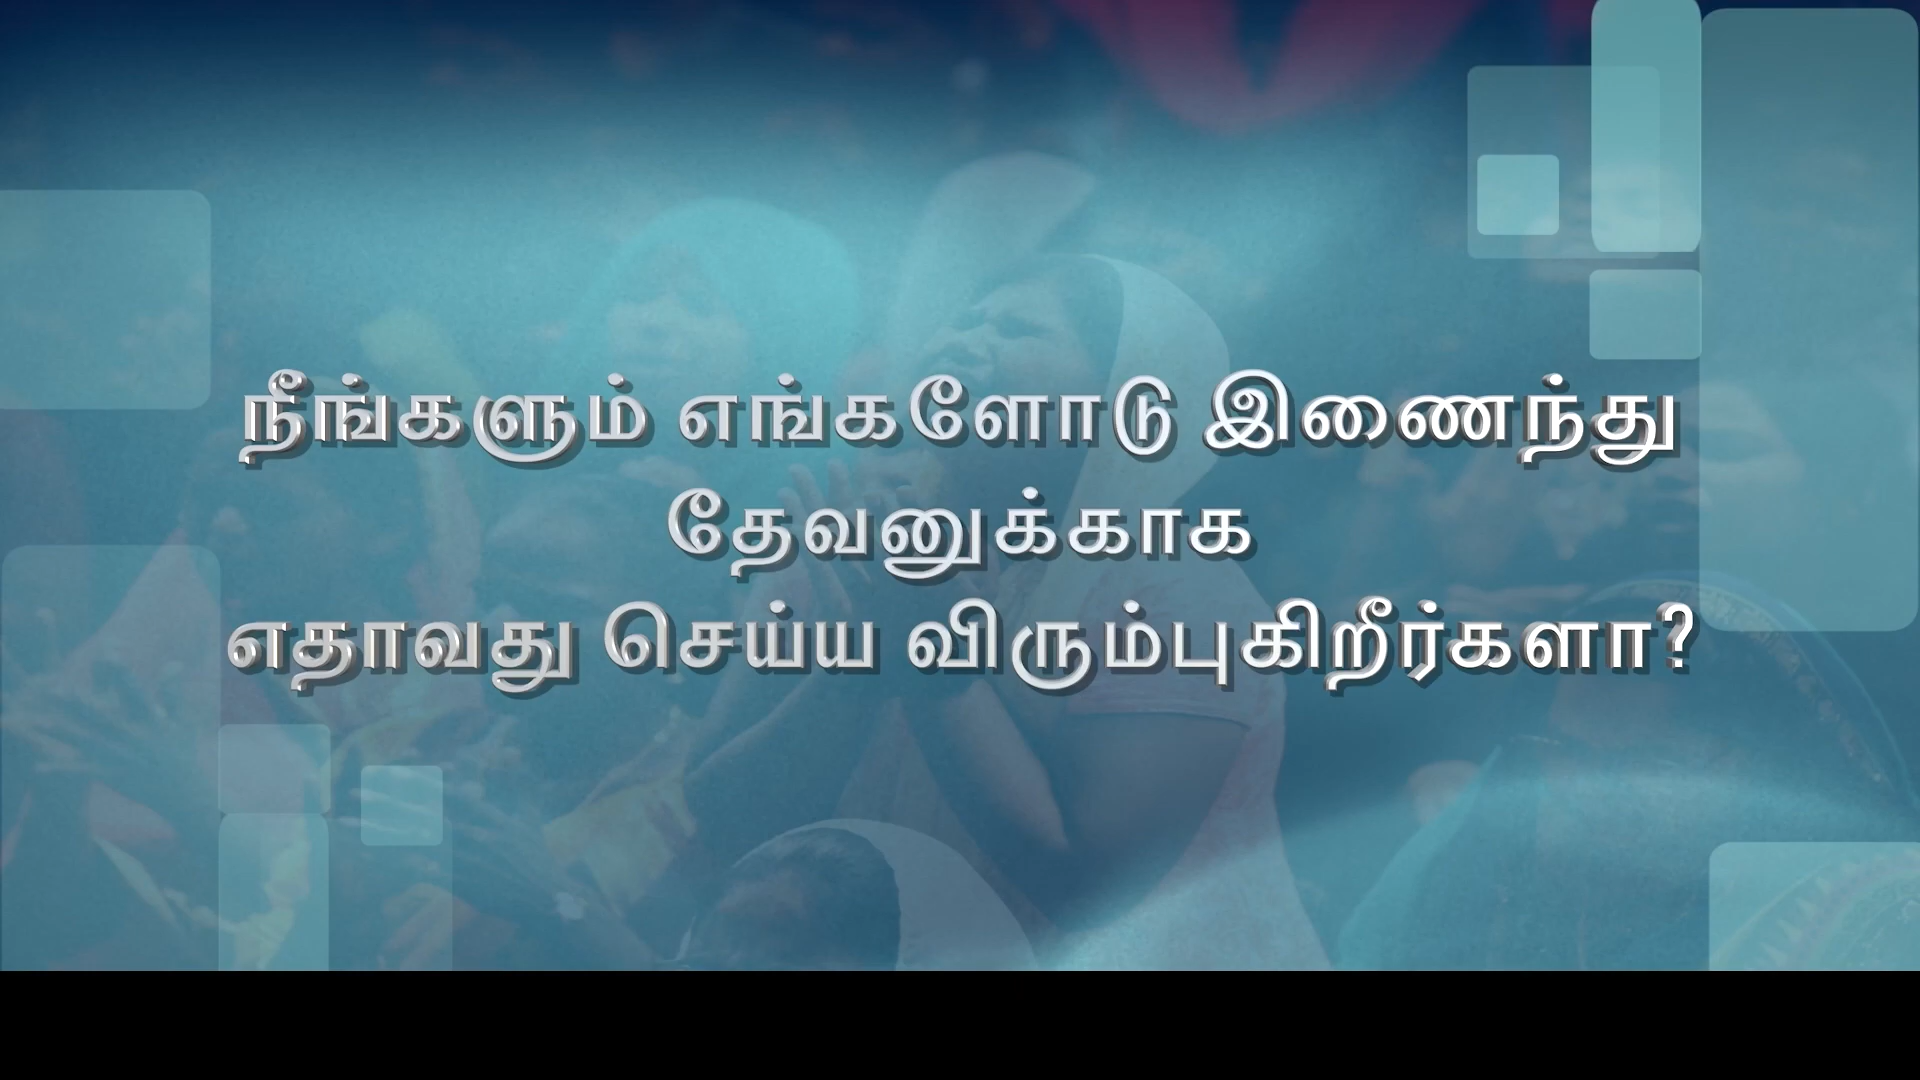 நீங்களும் எங்களோடு இணைந்து
தேவனுக்காக
எதாவது செய்ய விரும்புகிறீர்களா?